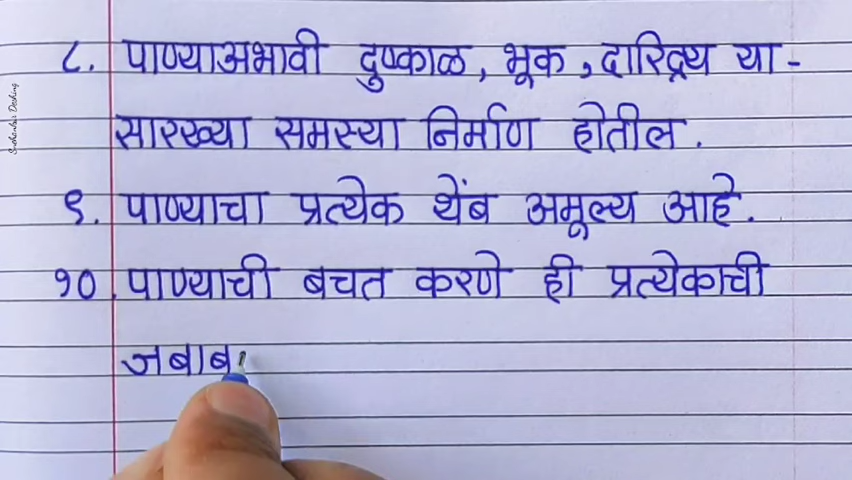 ८. पाण्याअभावी दुष्काळ, भूक, दारिद्र्य या-
सारख्या समस्या निर्माण होतील.
९. पाण्याचा प्रत्येक थेंब अमूल्य आहे.
१०. पाण्याची बचत करणे ही प्रत्येकाची
जबाब